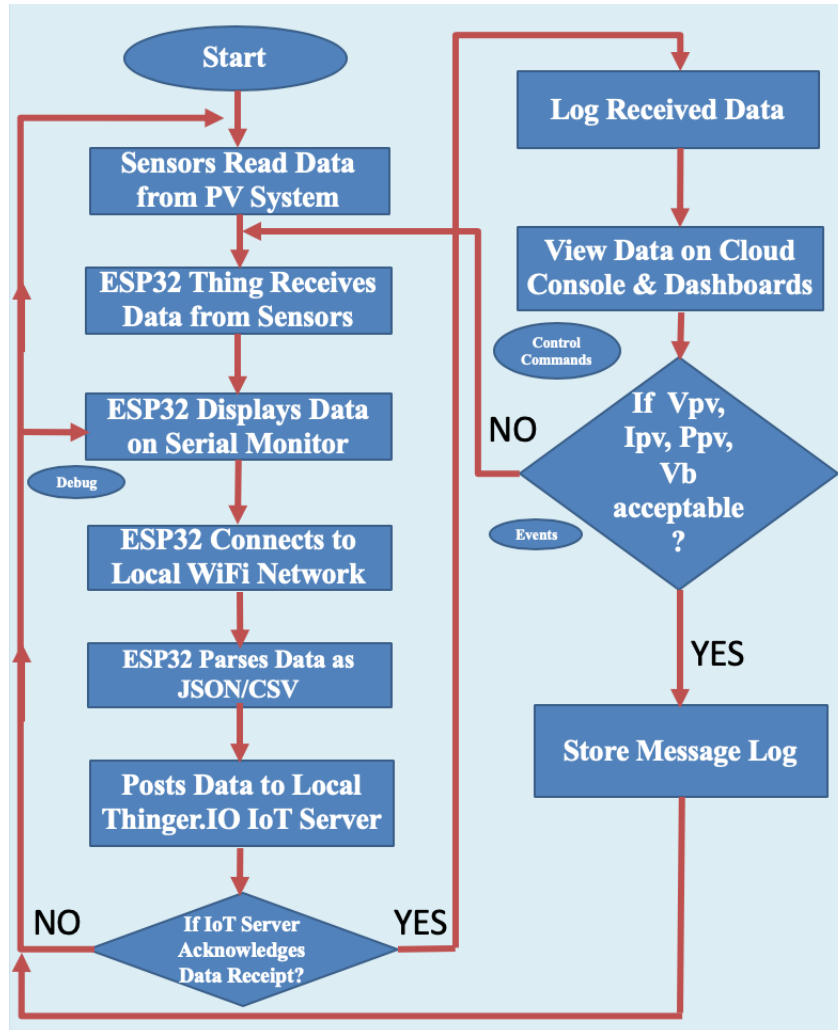 Start
Sensors Read Data
from PV System
ESP32 Thing Receives
Data from Sensors
ESP32 Displays Data
on Serial Monitor
Debug
ESP32 Connects to
Local WiFi Network
ESP32 Parses Data as
JSON/CSV
Posts Data to Local
Thinger.IO IoT Server
NO
If IoT Server
Acknowledges
Data Receipt?
YES
Log Received Data
View Data on Cloud
Console & Dashboards
Control
Commands
NO
If Vpv,
Ipv, Ppv,
Vb
acceptable
?
Events
YES
Store Message Log